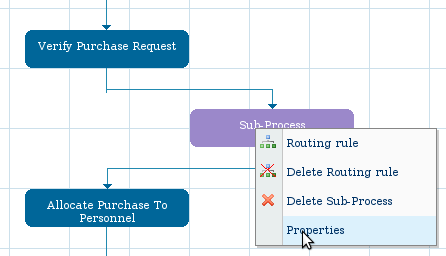 Verify Purchase Request
Sub-Process
Routing rule
Delete Routing rule
Delete Sub-Process
Properties
Allocate Purchase To
Personnel